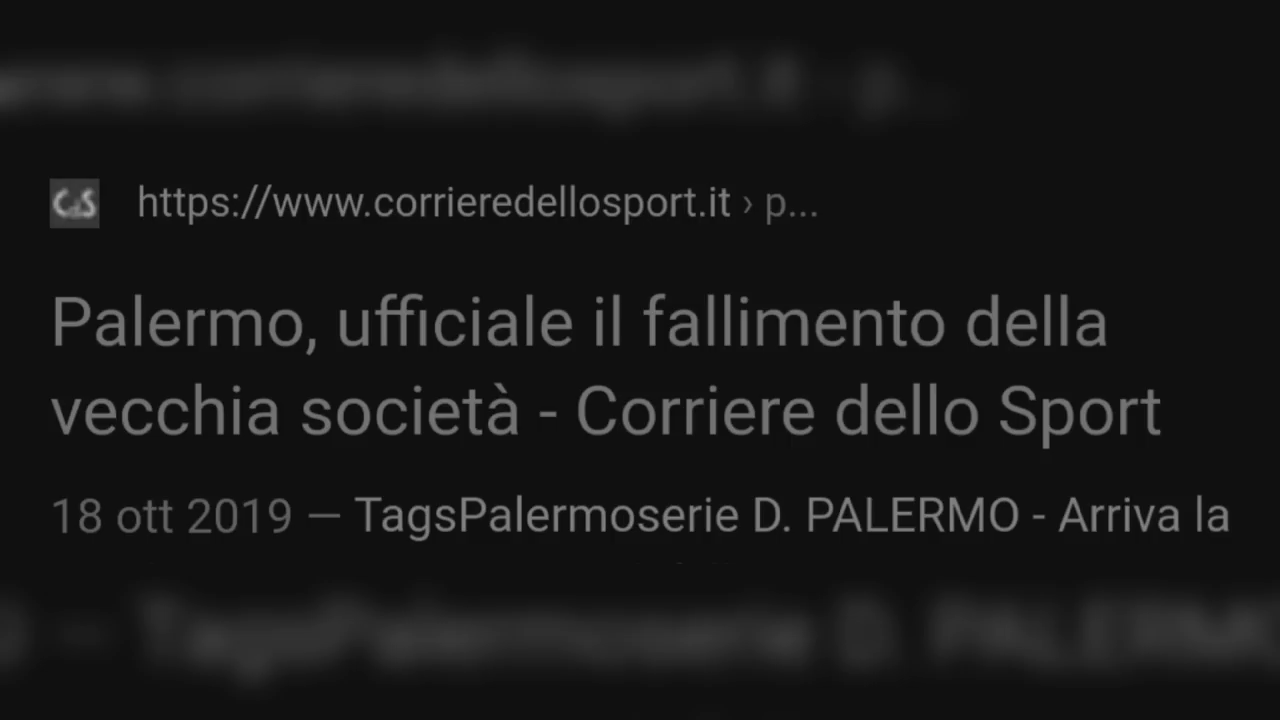 CdS https://www.corrieredellosport.it › p...
Palermo, ufficiale il fallimento della
vecchia società - Corriere dello Sport
18 ott 2019 — TagsPalermoserie D. PALERMO - Arriva la